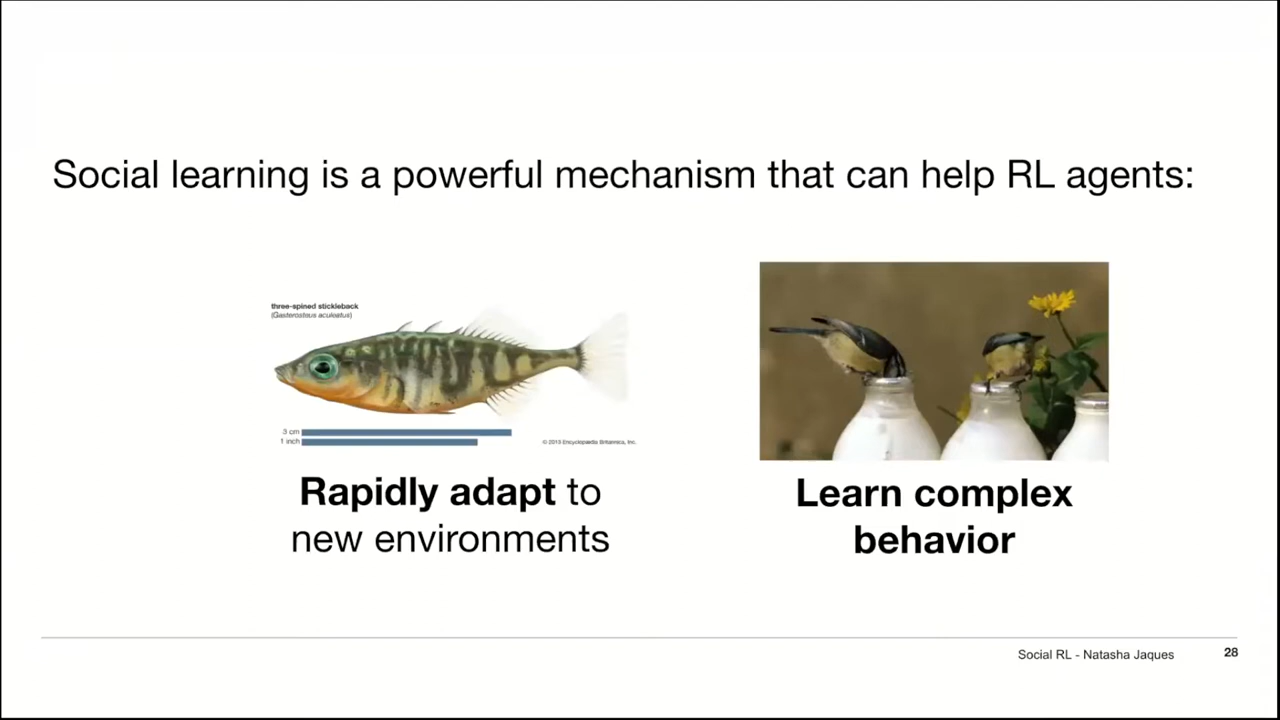 Social learning is a powerful mechanism that can help RL agents:
three-spined stickleback
(Gasterosteus aculeatus)
3 cm
1 inch
© 2013 Encyclopædia Britannica, Inc.
Rapidly adapt to
new environments
Learn complex
behavior
Social RL - Natasha Jaques
28